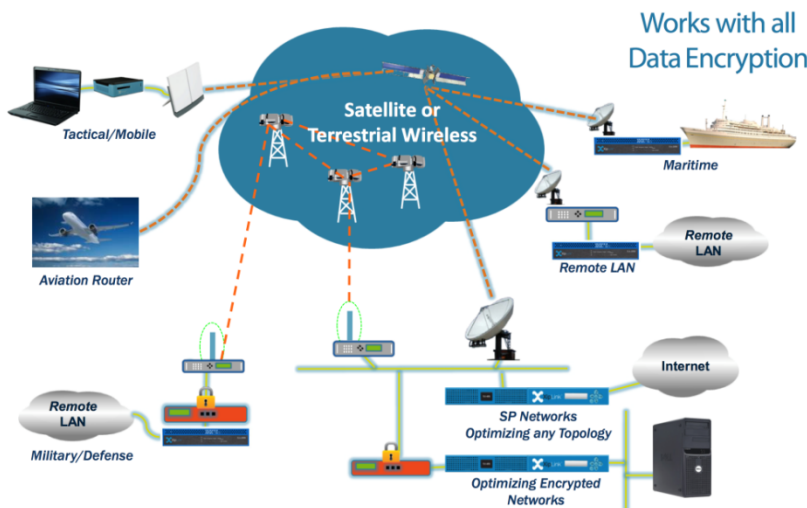 Works with all
Data Encryption
Satellite or
Terrestrial Wireless
Tactical/Mobile
Maritime
Aviation Router
Remote LAN
Remote
LAN
Internet
SP Networks
Optimizing any Topology
Remote
LAN
Military/Defense
Optimizing Encrypted
Networks